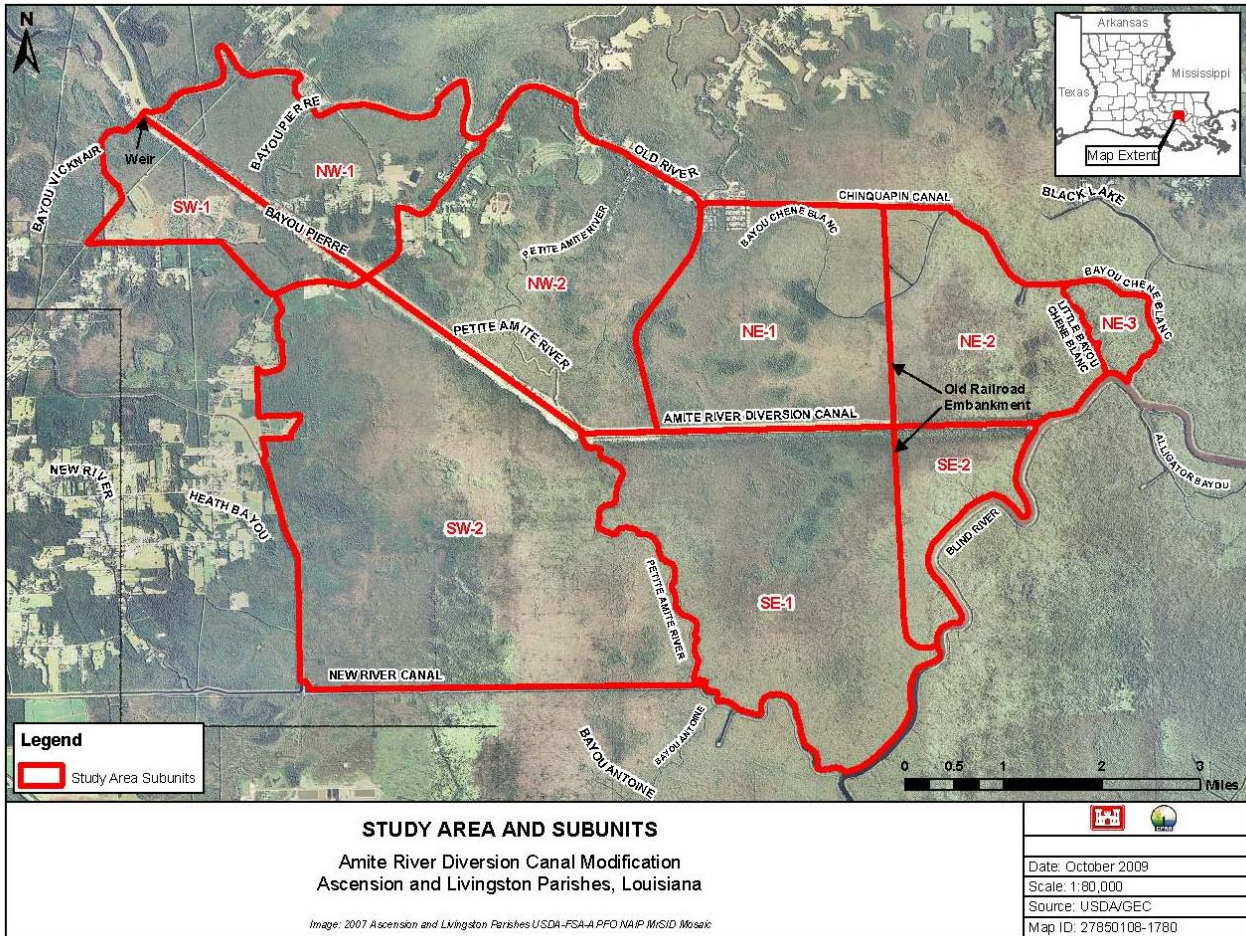 N
Arkansas
Mississippi
Texas
Map Extent
Weir
BAYOU VICKNAIR
BAYOU PIERRE
NW-1
SW-1
BAYOU PIERRE
OLD RIVER
CHINQUAPIN CANAL
BLACK LAKE
BAYOU CHENE BLANC
PETITE AMITE RIVER
NW-2
BAYOU CHENE BLANC
LITTLE BAYOU
CHENE BLANC
NE-3
NE-1
NE-2
PETITE AMITE RIVER
Old Railroad
Embankment
AMITE RIVER DIVERSION CANAL
ALLIGATOR BAYOU
SE-2
NEW RIVER
HEATH BAYOU
SW-2
BLIND RIVER
PETITE AMITE RIVER
SE-1
NEW RIVER CANAL
BAYOU ANTOINE
BAYOU ANTOINE
Legend
Study Area Subunits
0 0.5 1 2 3
Miles
STUDY AREA AND SUBUNITS
Amite River Diversion Canal Modification
Ascension and Livingston Parishes, Louisiana
Image: 2007 Ascension and Livingston Parishes USDA-FSA-APFO NAIP MrSID Mosaic
Date: October 2009
Scale: 1:80,000
Source: USDA/GEC
Map ID: 27850108-1780